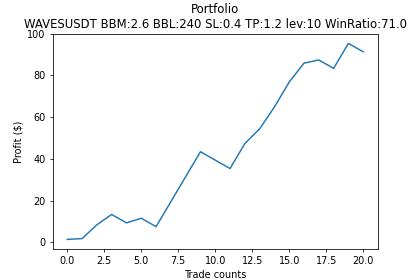 Portfolio
WAVESUSDT BBM:2.6 BBL:240 SL:0.4 TP:1.2 lev:10 WinRatio:71.0
100
80
60
40
20
0
Profit ($)
0.0 2.5 5.0 7.5 10.0 12.5 15.0 17.5 20.0
Trade counts